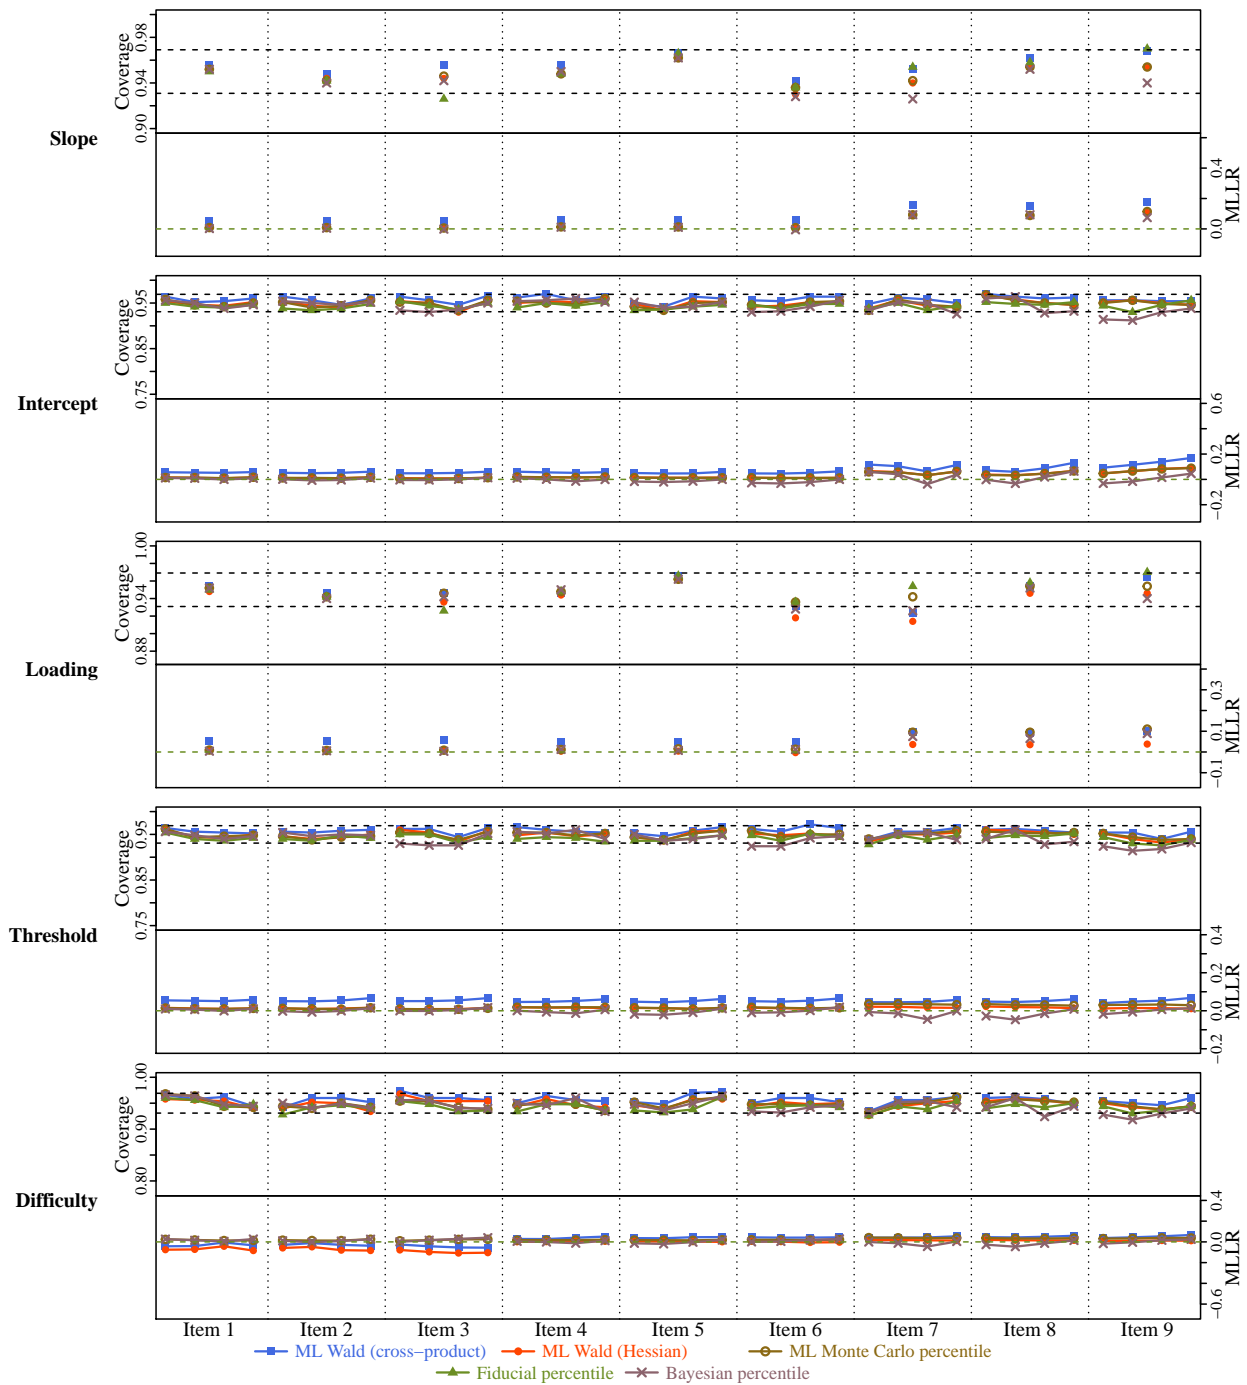 Slope
Coverage
0.90
0.94
0.98
MLLR
0.0
0.4
Intercept
Coverage
0.75
0.85
0.95
MLLR
−0.2
0.2
0.6
Loading
Coverage
0.88
0.94
1.00
MLLR
−0.1
0.1
0.3
Threshold
Coverage
0.75
0.85
0.95
MLLR
−0.2
0.0
0.2
0.4
Difficulty
Coverage
0.80
0.90
1.00
MLLR
−0.6
0.0
0.4
Item 1 Item 2 Item 3 Item 4 Item 5 Item 6 Item 7 Item 8 Item 9
ML Wald (cross−product) ML Wald (Hessian) ML Monte Carlo percentile
Fiducial percentile Bayesian percentile